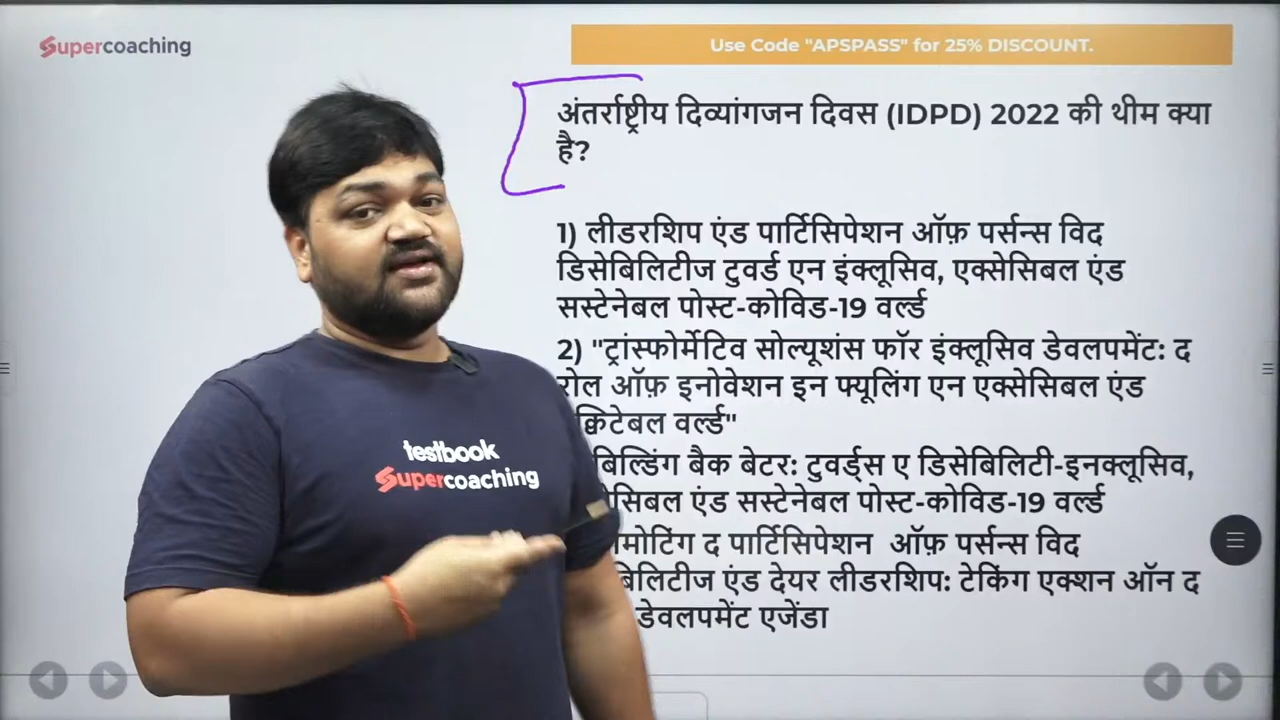 Supercoaching
Use Code "APSPASS" for 25% DISCOUNT.
अंतर्राष्ट्रीय दिव्यांगजन दिवस (IDPD) 2022 की थीम क्या
है?
1) लीडरशिप एंड पार्टिसिपेशन ऑफ़ पर्सन्स विद
डिसेबिलिटीज टुवर्ड एन इंक्लूसिव, एक्सेसिबल एंड
सस्टेनेबल पोस्ट-कोविड-19 वर्ल्ड
2) "ट्रांस्फोर्मेटिव सोल्यूशंस फॉर इंक्लूसिव डेवलपमेंट: द
रोल ऑफ़ इनोवेशन इन फ्यूलिंग एन एक्सेसिबल एंड
वर्ल्ड"
बिल्डिंग बैक बेटर: टुवर्ड्स ए डिसेबिलिटी-इनक्लूसिव,
एंड सस्टेनेबल पोस्ट-कोविड-19 वर्ल्ड
द पार्टिसिपेशन ऑफ़ पर्सन्स विद
एंड देयर लीडरशिप: टेकिंग एक्शन ऑन द
डेवलपमेंट एजेंडा
testbook
Supercoaching